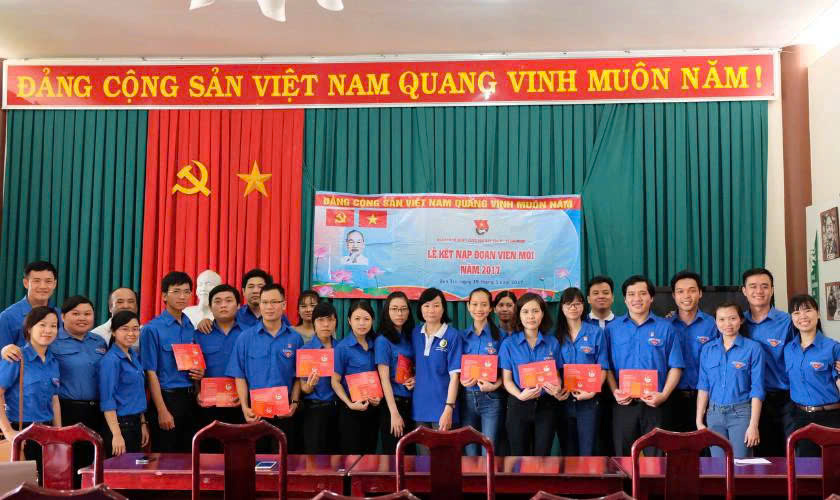 ĐẢNG CỘNG SẢN VIỆT NAM QUANG VINH MUÔN NĂM!
ĐẢNG CỘNG SẢN VIỆT NAM QUANG VINH MUÔN NĂM
LỄ KẾT NẠP ĐOÀN VIÊN MỚI
NĂM 2017